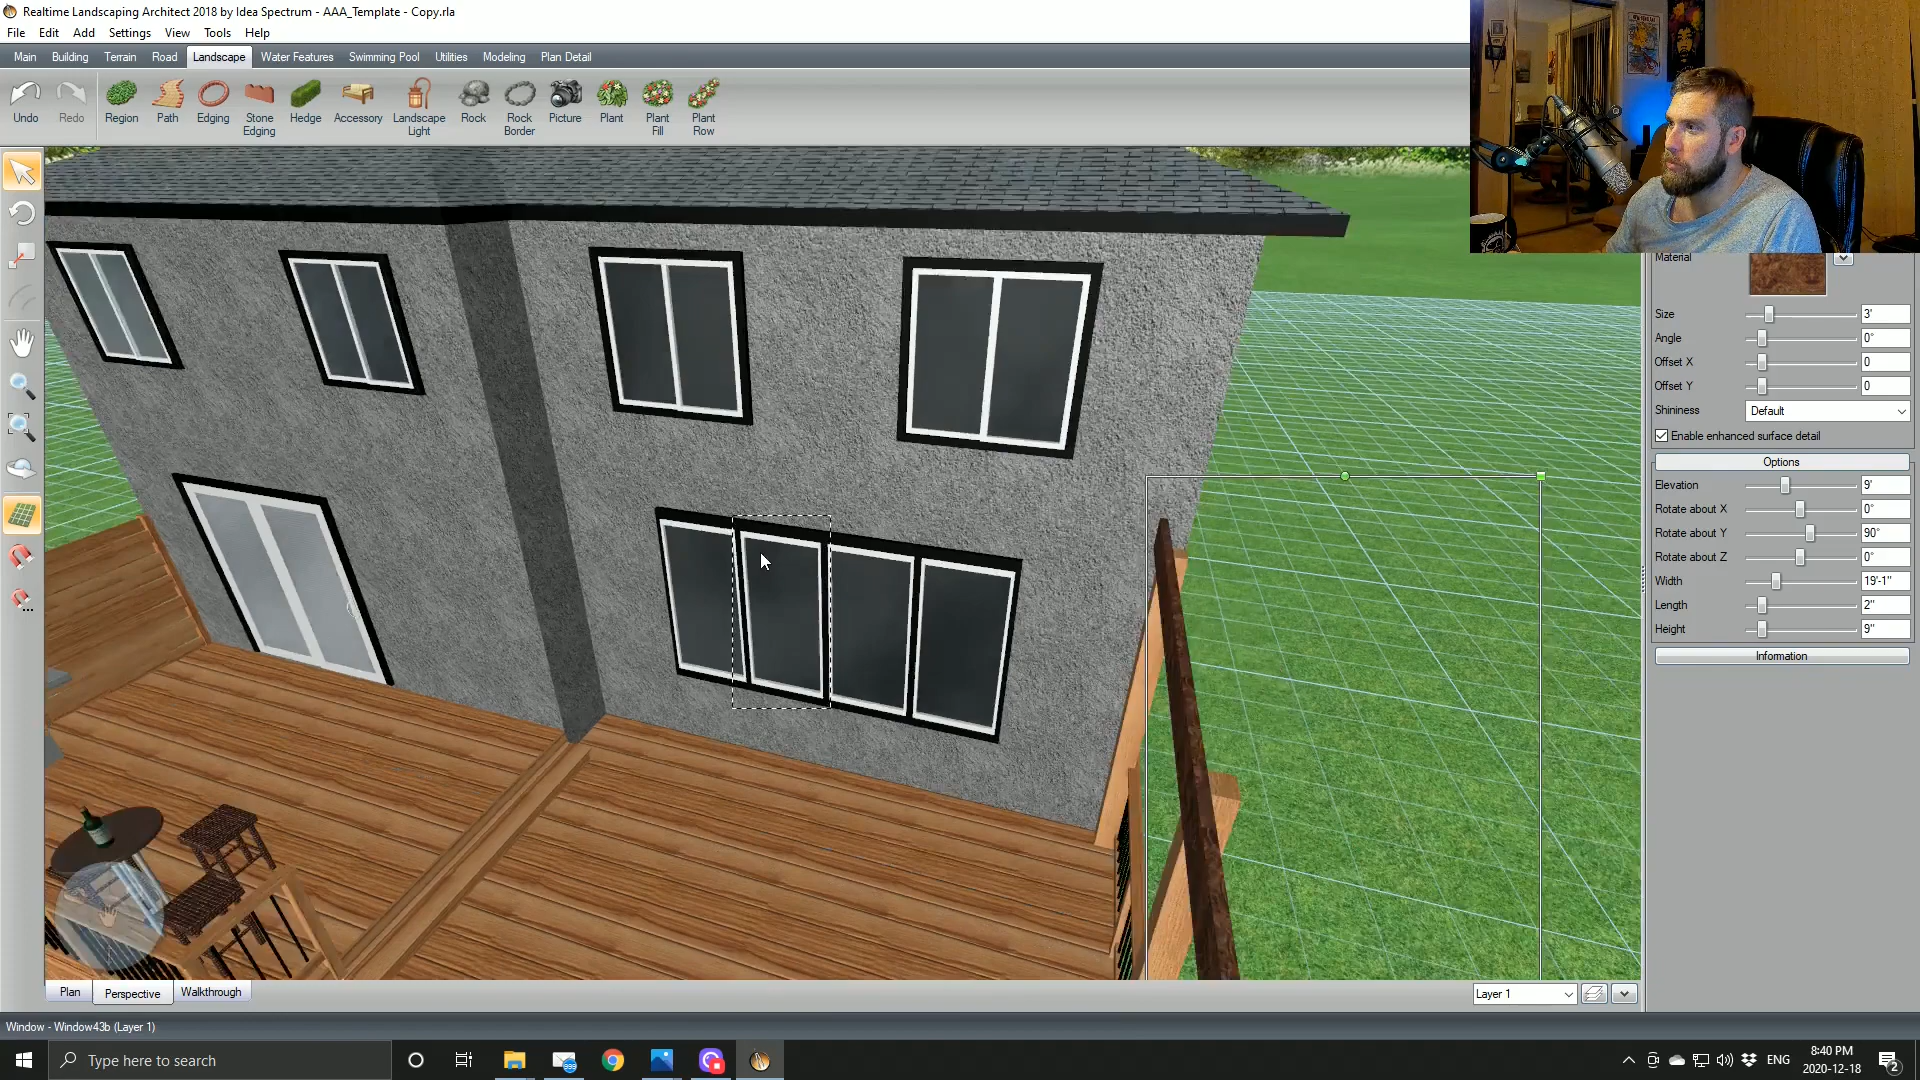 Realtime Landscaping Architect 2018 by Idea Spectrum - AAA_Template - Copy.rla
File Edit Add Settings View Tools Help
Main Building Terrain Road Landscape Water Features Swimming Pool Utilities Modeling Plan Detail
Undo Redo Region Path Edging Stone Edging Hedge Accessory Landscape Light Rock Rock Border Picture Plant Plant Fill Plant Row
Material
Size 3'
Angle 0°
Offset X 0
Offset Y 0
Shininess Default
Enable enhanced surface detail
Options
Elevation 9'
Rotate about X 0°
Rotate about Y 90°
Rotate about Z 0°
Width 19'-1"
Length 2"
Height 9"
Information
Plan Perspective Walkthrough
Layer 1
Window - Window43b (Layer 1)
Type here to search
ENG
8:40 PM
2020-12-18
2